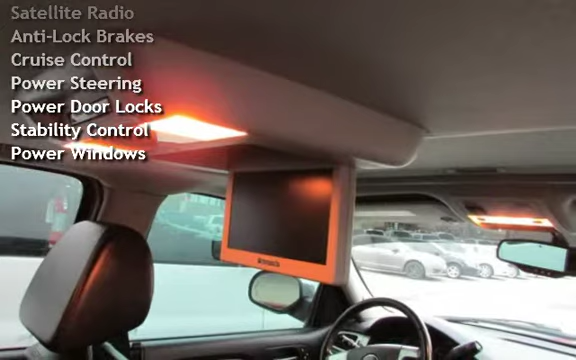 Satellite Radio
Anti-Lock Brakes
Cruise Control
Power Steering
Power Door Locks
Stability Control
Power Windows